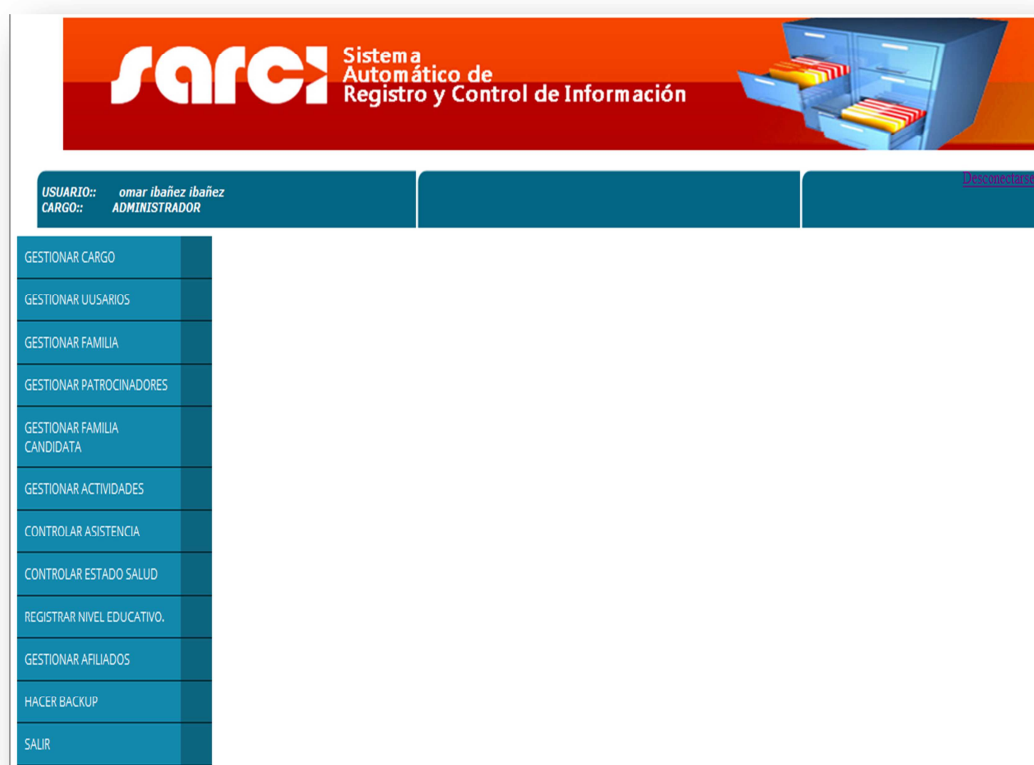 sarci
Sistema
Automático de
Registro y Control de Información
USUARIO:: omar ibañez ibañez
CARGO:: ADMINISTRADOR
Desconectarse
GESTIONAR CARGO
GESTIONAR UUSARIOS
GESTIONAR FAMILIA
GESTIONAR PATROCINADORES
GESTIONAR FAMILIA
CANDIDATA
GESTIONAR ACTIVIDADES
CONTROLAR ASISTENCIA
CONTROLAR ESTADO SALUD
REGISTRAR NIVEL EDUCATIVO.
GESTIONAR AFILIADOS
HACER BACKUP
SALIR